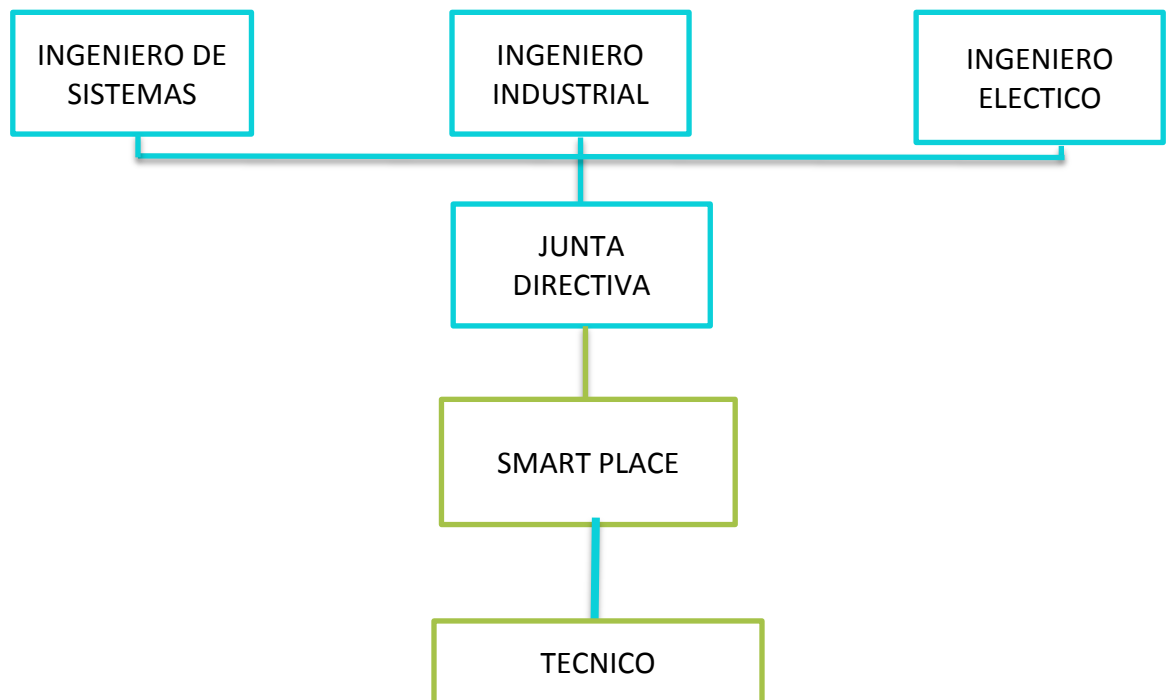 INGENIERO DE
SISTEMAS
INGENIERO
INDUSTRIAL
INGENIERO
ELECTICO
JUNTA
DIRECTIVA
SMART PLACE
TECNICO